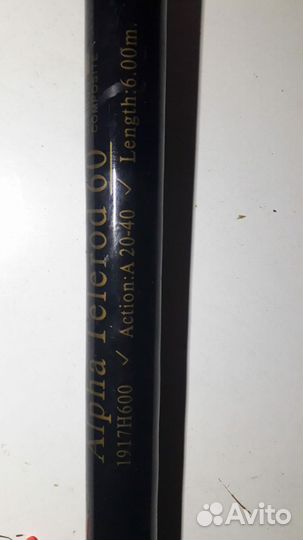 Alpha Telerod 60 COMPOSITE
1917H600 ✓ Action:A 20-40 ✓ Length:6.00m.
Avito